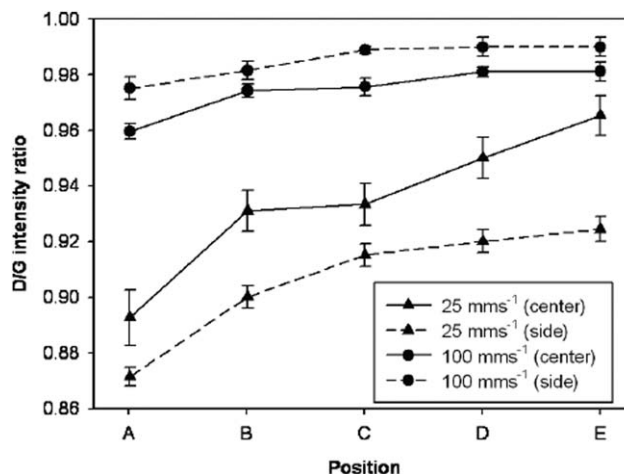 1.00
0.98
0.96
0.94
0.92
0.90
0.88
0.86
D/G intensity ratio
A B C D E
Position
25 mms⁻¹ (center)
25 mms⁻¹ (side)
100 mms⁻¹ (center)
100 mms⁻¹ (side)